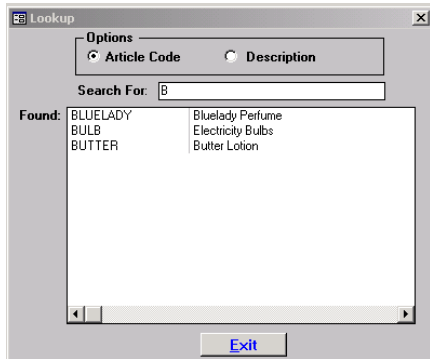 Lookup
Options
Article Code Description
Search For: B
Found: BLUELADY Bluelady Perfume
BULB Electricity Bulbs
BUTTER Butter Lotion
Exit